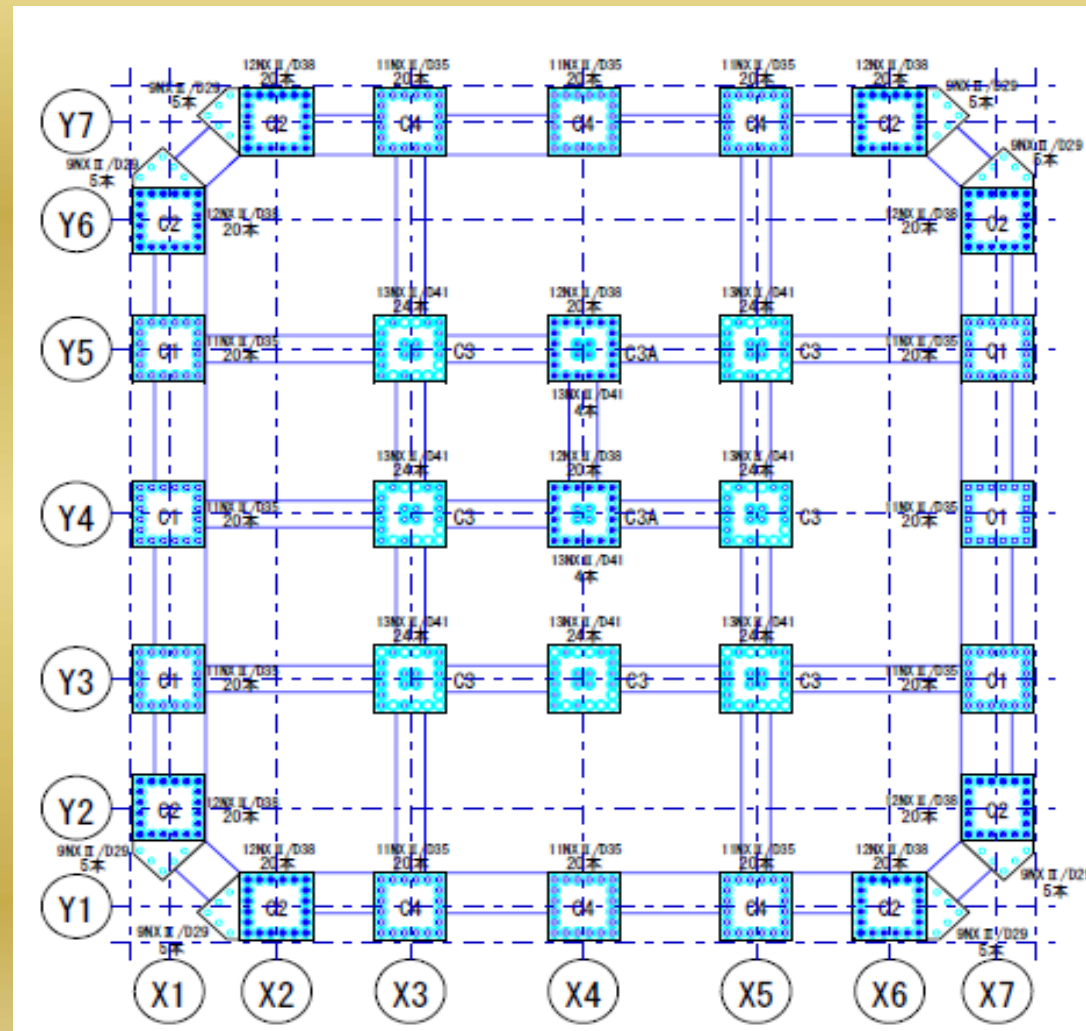 12NXⅡ/D38
11NXⅡ/D35
11NXⅡ/D35
11NXⅡ/D35
12NXⅡ/D38
20本
20本
20本
20本
20本
9NXⅡ/D29
5本
9NXⅡ/D29
5本
Y7
C2
C4
C4
C4
C2
9NXⅡ/D29
5本
9NXⅡ/D29
5本
Y6
C2
12NXⅡ/D38
20本
12NXⅡ/D38
20本
C2
13NXⅡ/D41
24本
12NXⅡ/D38
20本
13NXⅡ/D41
24本
Y5
C1
11NXⅡ/D35
20本
C3
C3A
C3
11NXⅡ/D35
20本
C1
13NXⅡ/D41
4本
13NXⅡ/D41
24本
12NXⅡ/D38
20本
13NXⅡ/D41
24本
Y4
C1
11NXⅡ/D35
20本
C3
C3A
C3
11NXⅡ/D35
20本
C1
13NXⅡ/D41
4本
13NXⅡ/D41
24本
13NXⅡ/D41
24本
13NXⅡ/D41
24本
Y3
C1
11NXⅡ/D35
20本
C3
C3
C3
11NXⅡ/D35
20本
C1
Y2
C2
12NXⅡ/D38
20本
12NXⅡ/D38
20本
C2
9NXⅡ/D29
5本
12NXⅡ/D38
20本
11NXⅡ/D35
20本
11NXⅡ/D35
20本
11NXⅡ/D35
20本
12NXⅡ/D38
20本
9NXⅡ/D29
5本
Y1
C2
C4
C4
C4
C2
9NXⅡ/D29
5本
9NXⅡ/D29
5本
X1
X2
X3
X4
X5
X6
X7